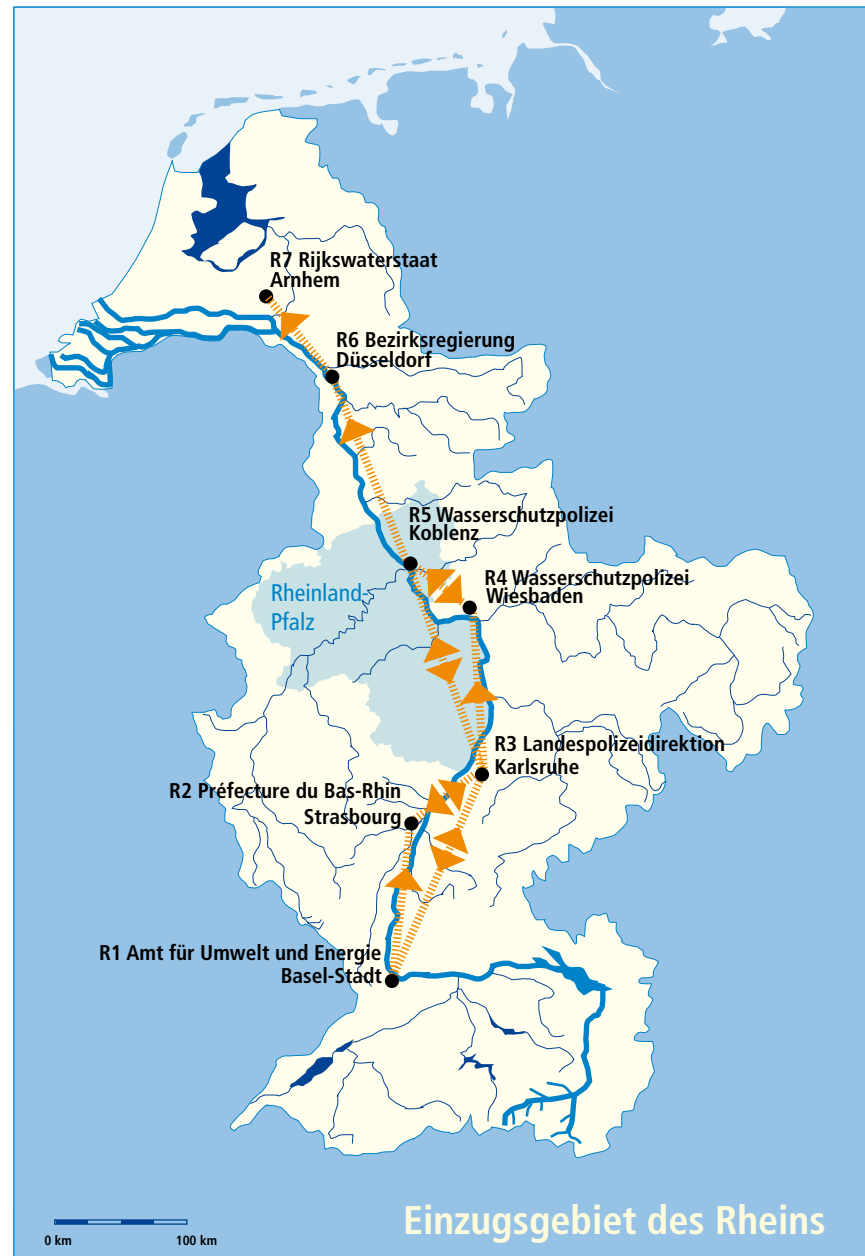 R7 Rijkswaterstaat
Arnhem
R6 Bezirksregierung
Düsseldorf
R5 Wasserschutzpolizei
Koblenz
R4 Wasserschutzpolizei
Wiesbaden
Rheinland-
Pfalz
R3 Landespolizeidirektion
Karlsruhe
R2 Préfecture du Bas-Rhin
Strasbourg
R1 Amt für Umwelt und Energie
Basel-Stadt
Einzugsgebiet des Rheins
0 km 100 km